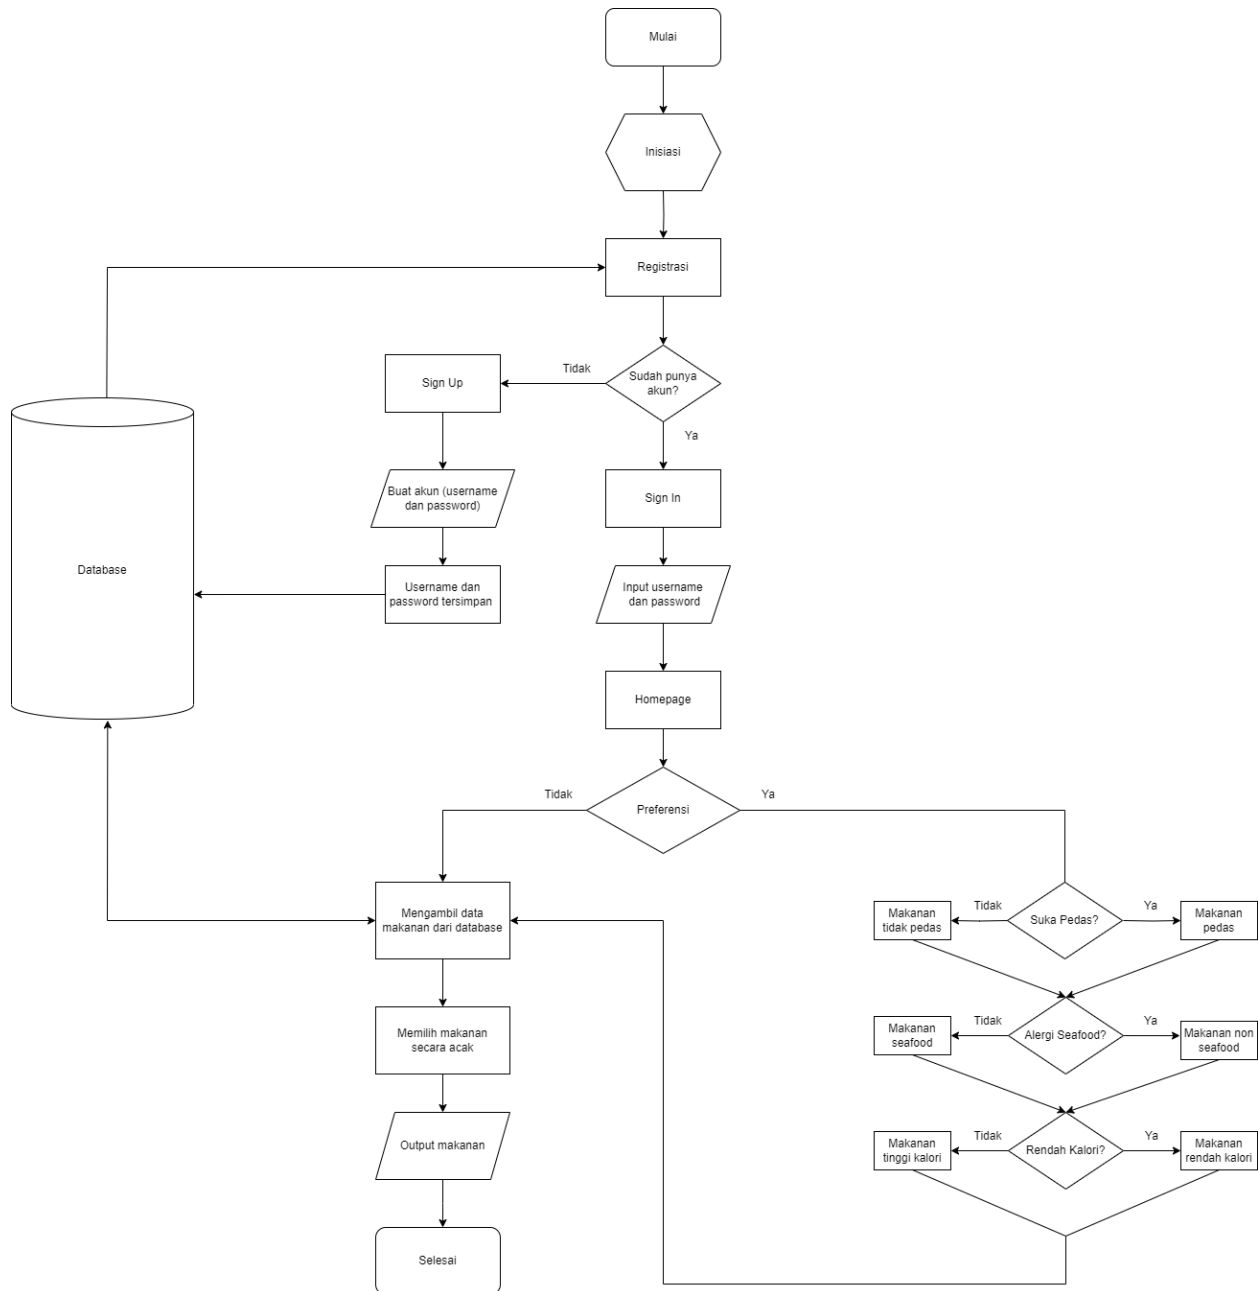 Mulai
Inisiasi
Registrasi
Sudah punya
akun?
Tidak
Ya
Sign Up
Buat akun (username
dan password)
Username dan
password tersimpan
Database
Sign In
Input username
dan password
Homepage
Preferensi
Tidak
Ya
Mengambil data
makanan dari database
Memilih makanan
secara acak
Output makanan
Selesai
Suka Pedas?
Tidak
Ya
Makanan
tidak pedas
Makanan
pedas
Alergi Seafood?
Tidak
Ya
Makanan
seafood
Makanan non
seafood
Rendah Kalori?
Tidak
Ya
Makanan
tinggi kalori
Makanan
rendah kalori